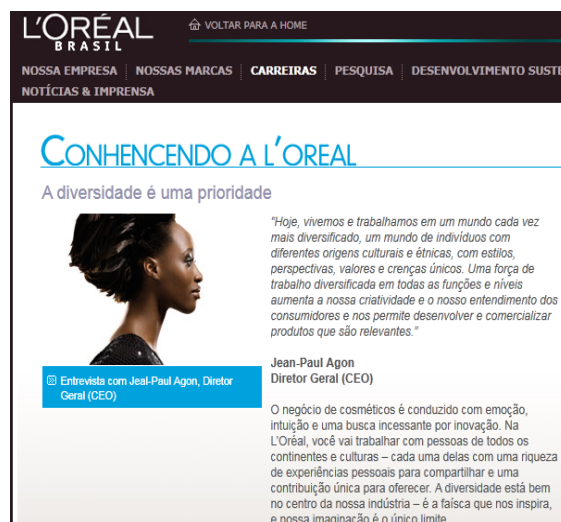 L'ORÉAL
BRASIL
VOLTAR PARA A HOME
NOSSA EMPRESA NOSSAS MARCAS CARREIRAS PESQUISA DESENVOLVIMENTO SUSTE
NOTÍCIAS & IMPRENSA
CONHENCENDO A L'OREAL
A diversidade é uma prioridade
"Hoje, vivemos e trabalhamos em um mundo cada vez
mais diversificado, um mundo de indivíduos com
diferentes origens culturais e étnicas, com estilos,
perspectivas, valores e crenças únicos. Uma força de
trabalho diversificada em todas as funções e níveis
aumenta a nossa criatividade e o nosso entendimento dos
consumidores e nos permite desenvolver e comercializar
produtos que são relevantes."
Jean-Paul Agon
Diretor Geral (CEO)
Entrevista com Jeal-Paul Agon, Diretor
Geral (CEO)
O negócio de cosméticos é conduzido com emoção,
intuição e uma busca incessante por inovação. Na
L'Oréal, você vai trabalhar com pessoas de todos os
continentes e culturas – cada uma delas com uma riqueza
de experiências pessoais para compartilhar e uma
contribuição única para oferecer. A diversidade está bem
no centro da nossa indústria – é a faísca que nos inspira,
e nossa imaginação é o único limite